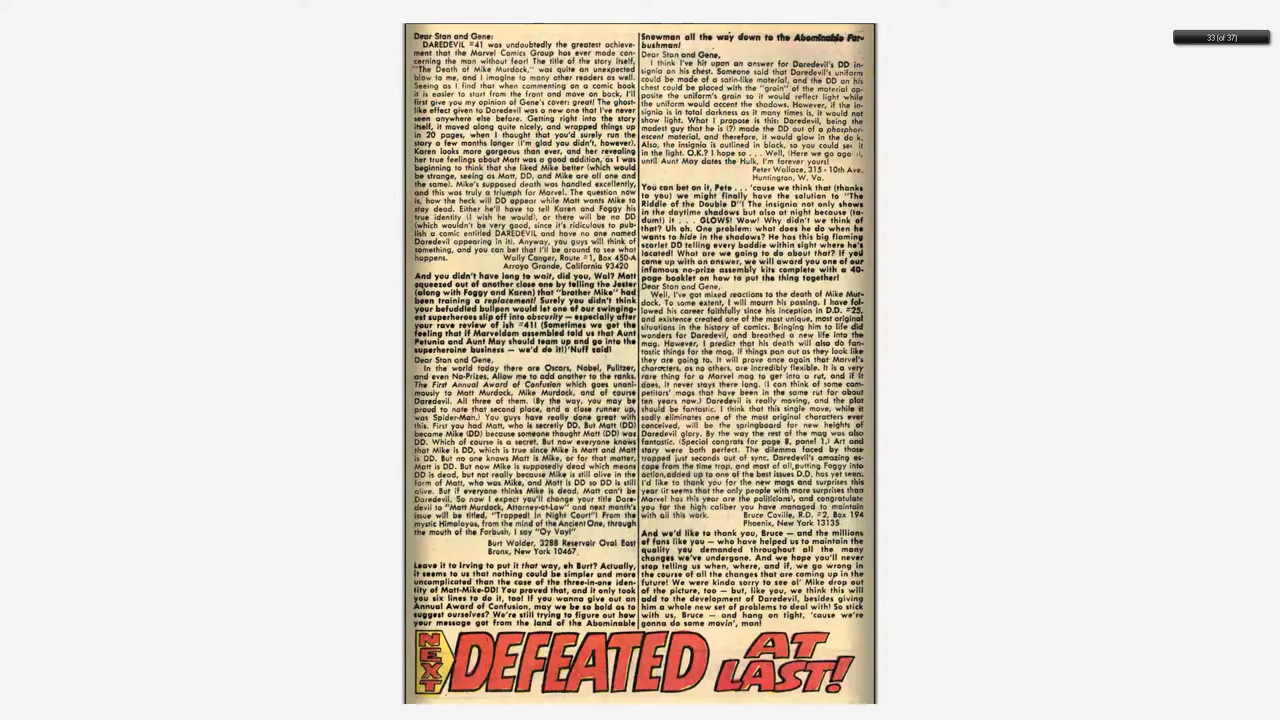 Dear Stan and Gene:
DAREDEVIL #41 was undoubtedly the greatest achieve-
ment that the Marvel Comics Group has ever made con-
cerning the man without fear! The title of the story itself,
"The Death of Mike Murdock," was quite an unexpected
blow to me, and I imagine to many other readers as well.
Seeing as I find that when commenting on a comic book
it is easier to start from the front and move on back, I'll
first give you my opinion of Gene's cover: great! The ghost-
like effect given to Daredevil was a new one that I've never
seen anywhere else before. Getting right into the story
itself, it moved along quite nicely, and wrapped things up
in 20 pages, when I thought that you'd surely run the
story a few months longer (I'm glad you didn't, however).
Karen looks more gorgeous than ever, and her revealing
her true feelings about Matt was a good addition, as I was
beginning to think that she liked Mike better (which would
be strange, seeing as Matt, DD, and Mike are all one and
the same). Mike's supposed death was handled excellently,
and this was truly a triumph for Marvel. The question now
is, how the heck will DD appear while Matt wants Mike to
stay dead. Either he'll have to tell Karen and Foggy his
true identity (I wish he would), or there will be no DD
(which wouldn't be very good, since it's ridiculous to pub-
lish a comic entitled DAREDEVIL and have no one named
Daredevil appearing in it). Anyway, you guys will think of
something, and you can bet that I'll be around to see what
happens. Wally Conger, Route #1, Box 450-A
Arroyo Grande, California 93420
And you didn't have long to wait, did you, Wal? Matt
squeezed out of another close one by telling the Jester
(along with Foggy and Karen) that "brother Mike" had
been training a replacement! Surely you didn't think
your befuddled bullpen would let one of our swinging-
est superheroes slip off into obscurity — especially after
your rave review of ish #41! (Sometimes we get the
feeling that if Marveldom assembled told us that Aunt
Petunia and Aunt May should team up and go into the
superheroine business — we'd do it!) 'Nuff said!
Dear Stan and Gene,
In the world today there are Oscars, Nobel, Pulitzer,
and even No-Prizes. Allow me to add another to the ranks.
The First Annual Award of Confusion which goes unani-
mously to Matt Murdock, Mike Murdock, and of course
Daredevil. All three of them. (By the way, you may be
proud to note that second place, and a close runner up,
was Spider-Man.) You guys have really done great with
this. First you had Matt, who is secretly DD. But Matt (DD)
became Mike (DD) because someone thought Matt (DD) was
DD. Which of course is a secret. But now everyone knows
that Mike is DD, which is true since Mike is Matt and Matt
is DD. But no one knows Matt is Mike, or for that matter,
Matt is DD. But now Mike is supposedly dead which means
DD is dead, but not really because Mike is still alive in the
form of Matt, who was Mike, and Matt is DD so DD is still
alive. But if everyone thinks Mike is dead, Matt can't be
Daredevil. So now I expect you'll change your title Dare-
devil to "Matt Murdock, Attorney-at-Law" and next month's
issue will be titled, "Trapped! In Night Court"! From the
mystic Himalayas, from the mind of the Ancient One, through
the mouth of the Forbush, I say "Oy Vay!"
Burt Wolder, 3288 Reservoir Oval East
Bronx, New York 10467
Leave it to Irving to put it that way, eh Burt? Actually,
it seems to us that nothing could be simpler and more
uncomplicated than the case of the three-in-one iden-
tity of Matt-Mike-DD! You proved that, and it only took
you six lines to do it, too! If you wanna give out an
Annual Award of Confusion, may we be so bold as to
suggest ourselves? We're still trying to figure out how
your message got from the land of the Abominable
Snowman all the way down to the Abominable For-
bushman!
Dear Stan and Gene,
I think I've hit upon an answer for Daredevil's DD in-
signia on his chest. Someone said that Daredevil's uniform
could be made of a satin-like material, and the DD on his
chest could be placed with the "grain" of the material op-
posite the uniform's grain so it would reflect light while
the uniform would accent the shadows. However, if the in-
signia is in total darkness as it many times is, it would not
show light. What I propose is this: Daredevil, being the
modest guy that he is (?) made the DD out of a phosphor-
escent material, and therefore, it would glow in the dark.
Also, the insignia is outlined in black, so you could see it
in the light. O.K.? I hope so . . . Well, (Here we go again),
until Aunt May dates the Hulk, I'm forever yours!
Peter Wallace, 315 - 10th Ave.
Huntington, W. Va.
You can bet on it, Pete . . . 'cause we think that (thanks
to you) we might finally have the solution to "The
Riddle of the Double D"! The insignia not only shows
in the daytime shadows but also at night because (ta-
dum!) it . . . GLOWS! Wow! Why didn't we think of
that? Uh oh. One problem: what does he do when he
wants to hide in the shadows? He has this big flaming
scarlet DD telling every baddie within sight where he's
located! What are we going to do about that? If you
come up with an answer, we will award you one of our
infamous no-prize assembly kits complete with a 40-
page booklet on how to put the thing together!
Dear Stan and Gene,
Well, I've got mixed reactions to the death of Mike Mur-
dock. To some extent, I will mourn his passing. I have fol-
lowed his career faithfully since his inception in D.D. #25,
and existence created one of the most unique, most original
situations in the history of comics. Bringing him to life did
wonders for Daredevil, and breathed a new life into the
mag. However, I predict that his death will also do fan-
tastic things for the mag, if things pan out as they look like
they are going to. It will prove once again that Marvel's
characters, as no others, are incredibly flexible. It is a very
rare thing for a Marvel mag to get into a rut, and if it
does, it never stays there long. (I can think of some com-
petitors' mags that have been in the same rut for about
ten years now.) Daredevil is really moving, and the plot
should be fantastic. I think that this single move, while it
sadly eliminates one of the most original characters ever
conceived, will be the springboard for new heights of
Daredevil glory. By the way the rest of the mag was also
fantastic. (Special congrats for page 8, panel 1.) Art and
story were both perfect. The dilemma faced by those
trapped just seconds out of sync, Daredevil's amazing es-
cape from the time trap, and most of all, putting Foggy into
action, added up to one of the best issues D.D. has yet seen.
I'd like to thank you for the new mags and surprises this
year (it seems that the only people with more surprises than
Marvel has this year are the politicians), and congratulate
you for the high caliber you have managed to maintain
with all this work. Bruce Coville, R.D. #2, Box 194
Phoenix, New York 13135
And we'd like to thank you, Bruce — and the millions
of fans like you — who have helped us to maintain the
quality you demanded throughout all the many
changes we've undergone. And we hope you'll never
stop telling us when, where, and if, we go wrong in
the course of all the changes that are coming up in the
future! We were kinda sorry to see ol' Mike drop out
of the picture, too — but, like you, we think this will
add to the development of Daredevil, besides giving
him a whole new set of problems to deal with! So stick
with us, Bruce — and hang on tight, 'cause we're
gonna do some movin', man!
NEXT DEFEATED AT LAST!
33 (of 37)